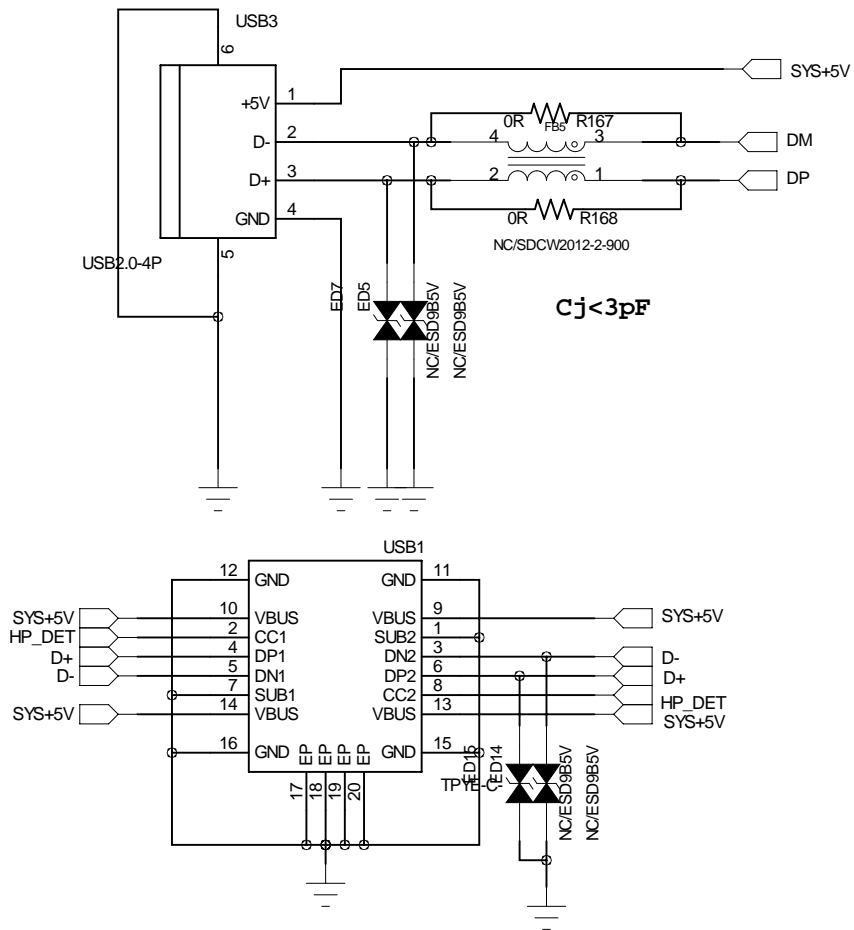 USB3
6
+5V 1 SYS+5V
0R FB5 R167
D- 2 4 3 DM
D+ 3 2 1 DP
GND 4 0R R168
5
USB2.0-4P
NC/SDCW2012-2-900
ED7
ED5
NC/ESD9B5V
NC/ESD9B5V
Cj<3pF
USB1
12 GND GND 11
SYS+5V 10 VBUS VBUS 9 SYS+5V
HP_DET 2 CC1 SUB2 1
D+ 4 DP1 DN2 3 D-
D- 5 DN1 DP2 6 D+
7 SUB1 CC2 8 HP_DET
SYS+5V 14 VBUS VBUS 13 SYS+5V
16 GND EP EP EP EP GND 15
17 18 19 20
TPYE-C-
ED15
ED14
NC/ESD9B5V
NC/ESD9B5V